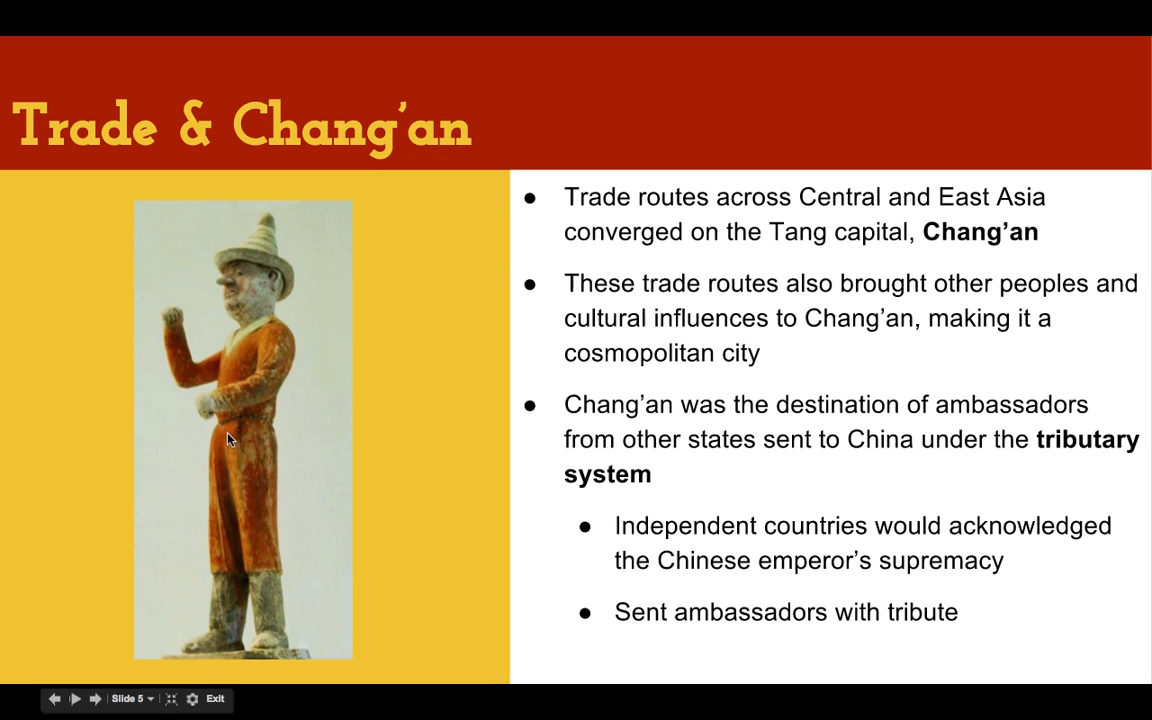 Trade & Chang’an
● Trade routes across Central and East Asia
converged on the Tang capital, Chang’an
● These trade routes also brought other peoples and
cultural influences to Chang’an, making it a
cosmopolitan city
● Chang’an was the destination of ambassadors
from other states sent to China under the tributary
system
● Independent countries would acknowledged
the Chinese emperor’s supremacy
● Sent ambassadors with tribute
Slide 5 Exit